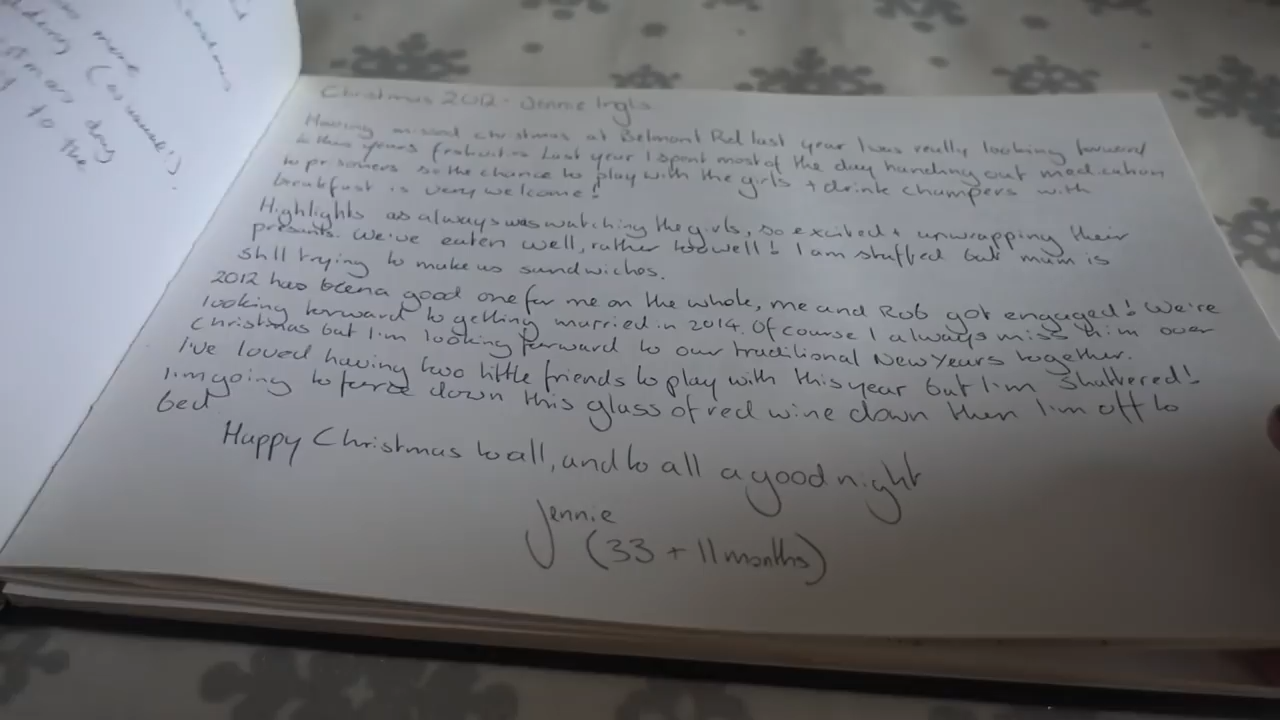 more
(as usual!)
day
to the
Christmas 2012 - Jennie Inglis
Having missed christmas at Belmont Rd last year I was really looking forward
to this years festivities. Last year I spent most of the day handing out medication
to prisoners so the chance to play with the girls + drink champers with
breakfast is very welcome!
Highlights as always was watching the girls, so excited + unwrapping their
presents. We've eaten well, rather too well! I am stuffed but mum is
still trying to make us sandwiches.
2012 has been a good one for me on the whole, me and Rob got engaged! We're
looking forward to getting married in 2014. Of course I always miss him over
Christmas but I'm looking forward to our traditional New Years together.
I've loved having two little friends to play with this year but I'm shattered!
I'm going to force down this glass of red wine down then I'm off to
bed
Happy Christmas to all, and to all a good night
Jennie
(33 + 11 months)